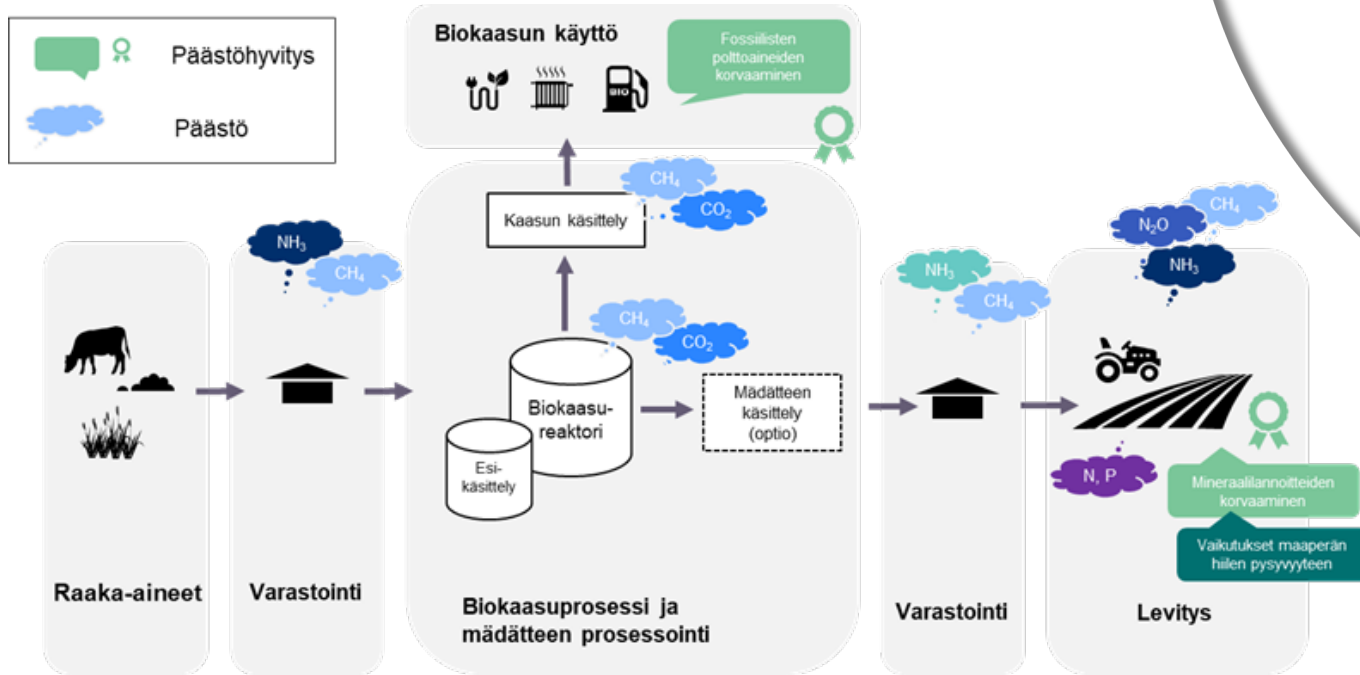 Päästöhyvitys
Päästö
Biokaasun käyttö
BIO
Fossiilisten
polttoaineiden
korvaaminen
Raaka-aineet
NH₃
CH₄
Varastointi
CH₄
CO₂
Kaasun käsittely
CH₄
CO₂
Biokaasu-
reaktori
Esi-
käsittely
Mädätteen
käsittely
(optio)
Biokaasuprosessi ja
mädätteen prosessointi
NH₃
CH₄
Varastointi
N₂O
CH₄
NH₃
N, P
Mineraalilannoitteiden
korvaaminen
Vaikutukset maaperän
hiilen pysyvyyteen
Levitys